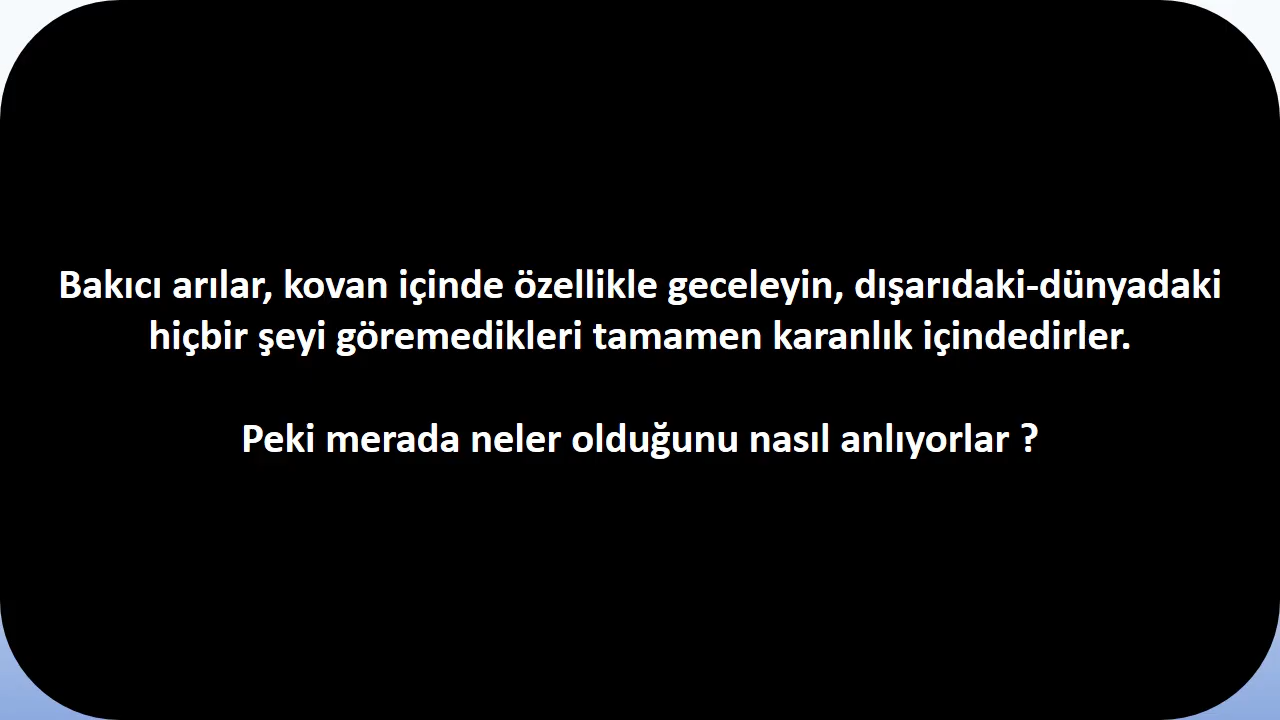 Bakıcı arılar, kovan içinde özellikle geceleyin, dışarıdaki-dünyadaki
hiçbir şeyi göremedikleri tamamen karanlık içindedirler.
Peki merada neler olduğunu nasıl anlıyorlar ?